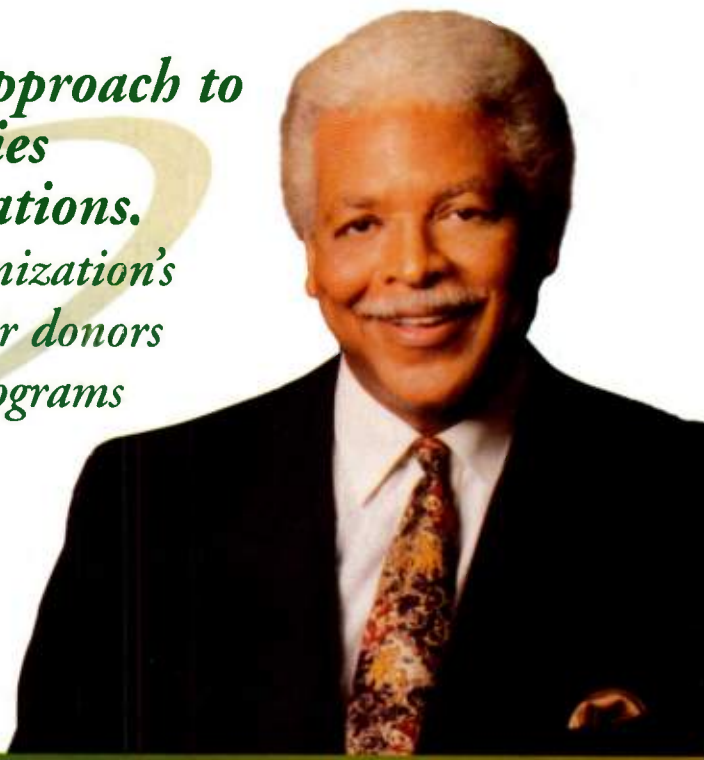 pproach to
ies
ations.
nization's
r donors
ograms